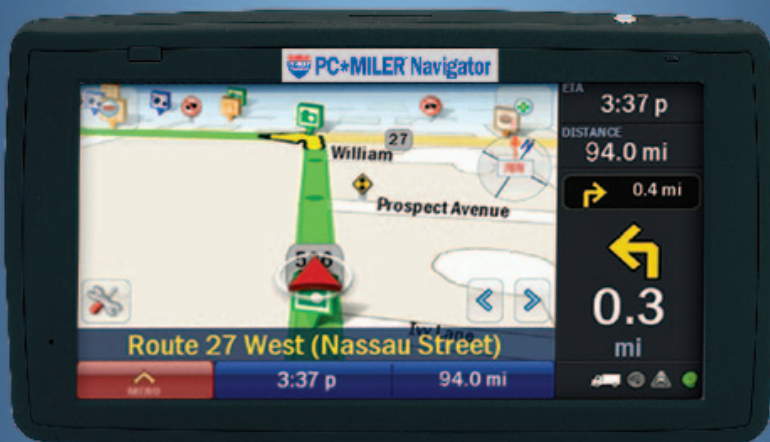 PC*MILER Navigator
ETA
3:37 p
DISTANCE
94.0 mi
27
William
0.4 mi
Prospect Avenue
0.3
mi
Ivy Lane
Route 27 West (Nassau Street)
MENU
3:37 p
94.0 mi